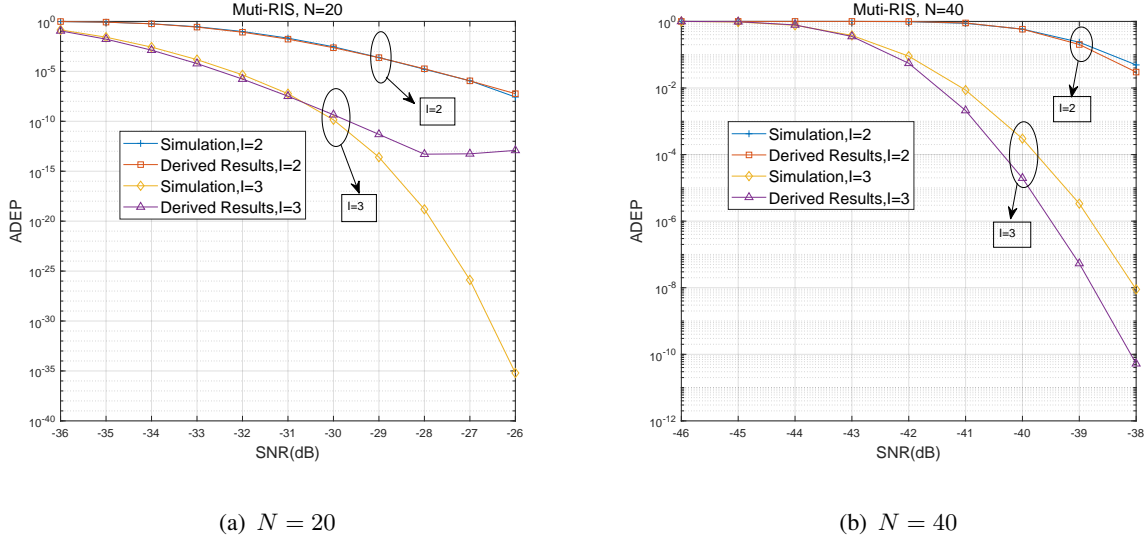 Muti-RIS, N=20
10^0
10^-5
10^-10
10^-15
10^-20
10^-25
10^-30
10^-35
10^-40
ADEP
I=2
I=3
Simulation,I=2
Derived Results,I=2
Simulation,I=3
Derived Results,I=3
-36 -35 -34 -33 -32 -31 -30 -29 -28 -27 -26
SNR(dB)
(a) N = 20
Muti-RIS, N=40
10^0
10^-2
10^-4
10^-6
10^-8
10^-10
10^-12
ADEP
I=2
I=3
Simulation,I=2
Derived Results,I=2
Simulation,I=3
Derived Results,I=3
-46 -45 -44 -43 -42 -41 -40 -39 -38
SNR(dB)
(b) N = 40